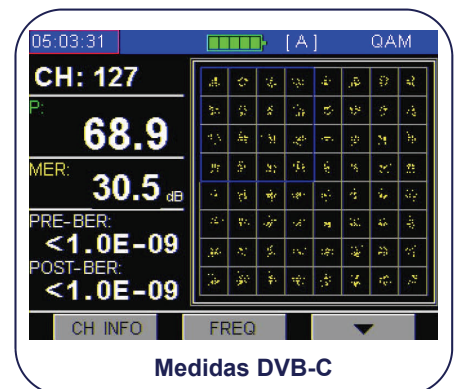 05:03:31 [ A ] QAM
CH: 127
P:
68.9
MER:
30.5 dB
PRE-BER:
<1.0E-09
POST-BER:
<1.0E-09
CH INFO FREQ
Medidas DVB-C